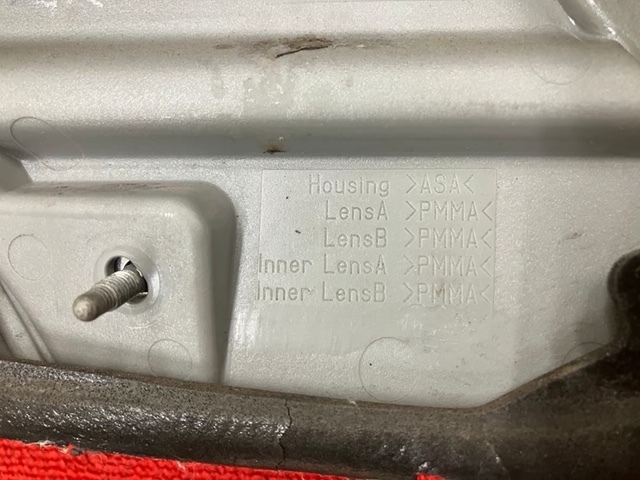 Housing >ASA<
LensA >PMMA<
LensB >PMMA<
Inner LensA >PMMA<
Inner LensB >PMMA<